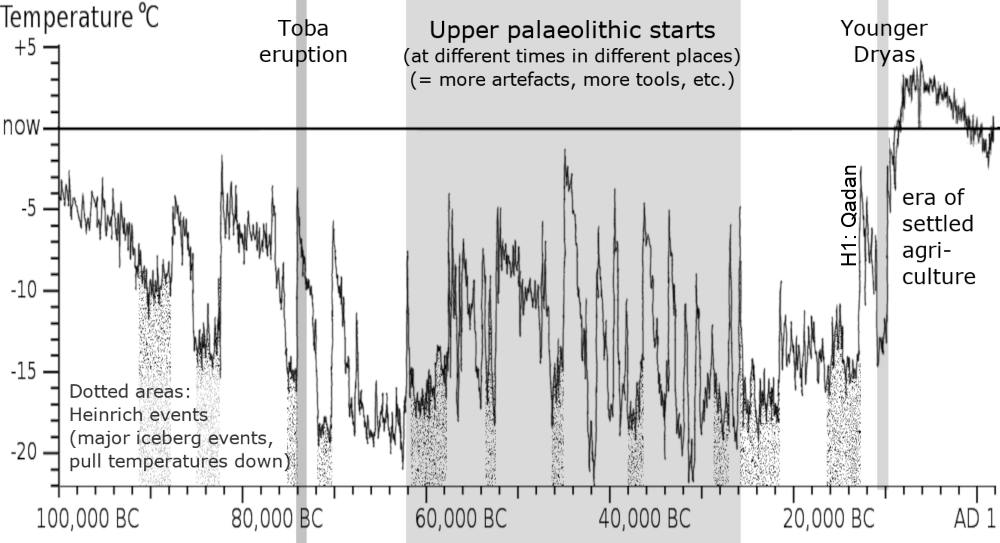 Temperature °C
Toba
eruption
Upper palaeolithic starts
(at different times in different places)
(= more artefacts, more tools, etc.)
Younger
Dryas
+5
now
-5
-10
-15
-20
H1: Qadan
era of
settled
agri-
culture
Dotted areas:
Heinrich events
(major iceberg events,
pull temperatures down)
100,000 BC
80,000 BC
60,000 BC
40,000 BC
20,000 BC
AD 1